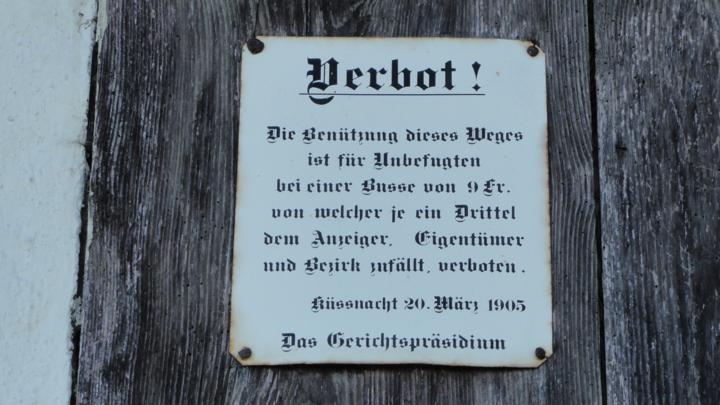 Verbot!
Die Benützung dieses Weges
ist für Unbefugten
bei einer Busse von 9 Fr.
von welcher je ein Drittel
dem Anzeiger, Eigentümer
und Bezirk zufällt, verboten.
Küssnacht 20. März 1905
Das Gerichtspräsidium